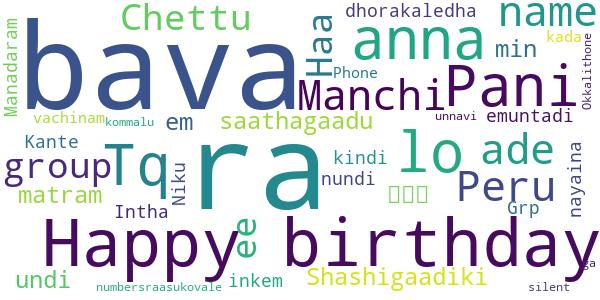 bava
Chettu
Haa
dhorakaledha
name
anna
min
kada
Okkalithone
Manadaram
Phone
Manchi
Pani
vachinam
kommalu
em
saathagaadu
unnavi
emuntadi
Kante
group
Tq
ra
kindi
lo
ade
nayaina
matram
Niku
nundi
Peru
Grp
Intha
Happy birthday
ee
undi
numbersraasukovale
inkem
Shashigaadiki
silent
ga